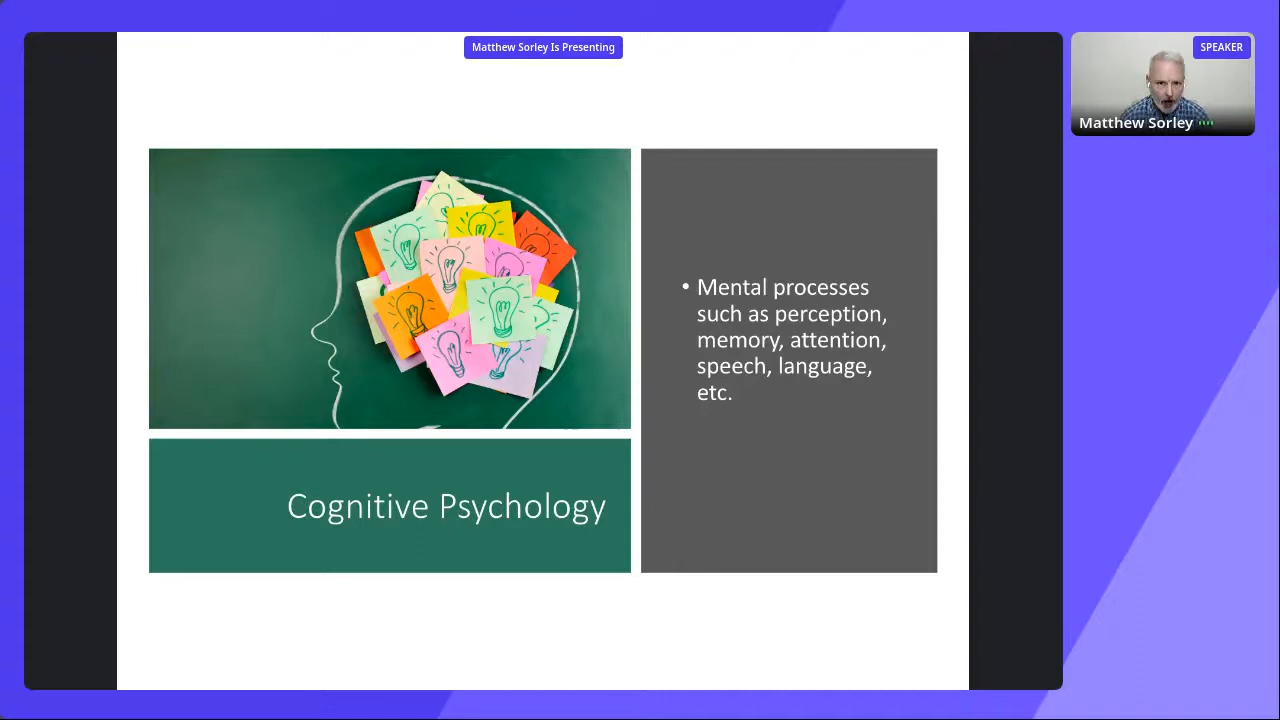 Matthew Sorley Is Presenting
SPEAKER
Matthew Sorley
• Mental processes
such as perception,
memory, attention,
speech, language,
etc.
Cognitive Psychology